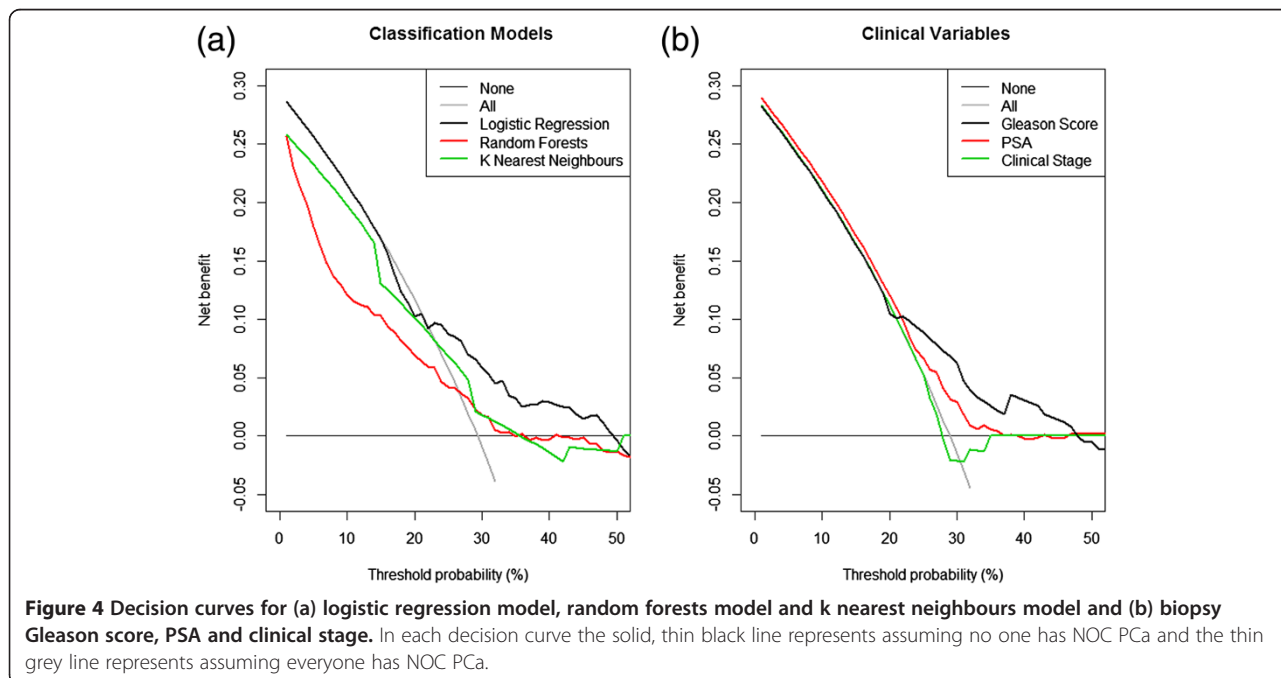 (a)
Classification Models
None
All
Logistic Regression
Random Forests
K Nearest Neighbours
Net benefit
0.30
0.25
0.20
0.15
0.10
0.05
0.00
-0.05
0 10 20 30 40 50
Threshold probability (%)
(b)
Clinical Variables
None
All
Gleason Score
PSA
Clinical Stage
Net benefit
0.30
0.25
0.20
0.15
0.10
0.05
0.00
-0.05
0 10 20 30 40 50
Threshold probability (%)
Figure 4 Decision curves for (a) logistic regression model, random forests model and k nearest neighbours model and (b) biopsy
Gleason score, PSA and clinical stage. In each decision curve the solid, thin black line represents assuming no one has NOC PCa and the thin
grey line represents assuming everyone has NOC PCa.